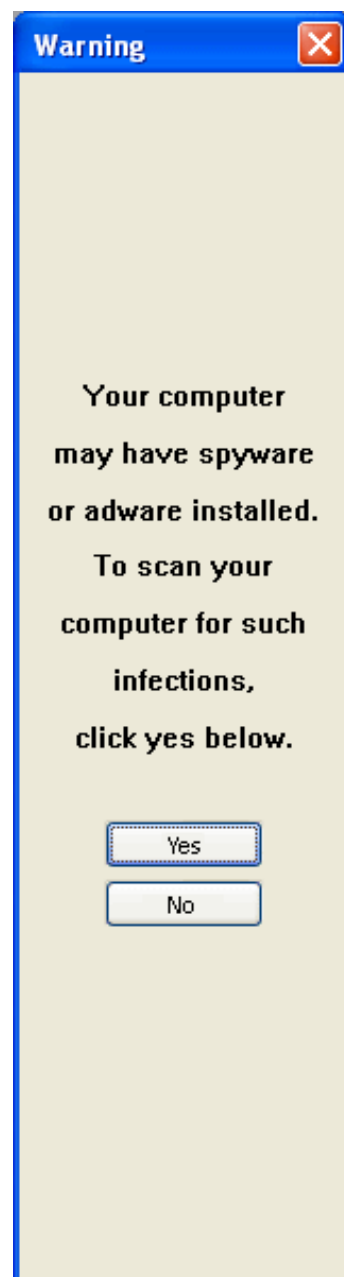 Warning
Your computer
may have spyware
or adware installed.
To scan your
computer for such
infections,
click yes below.
Yes
No